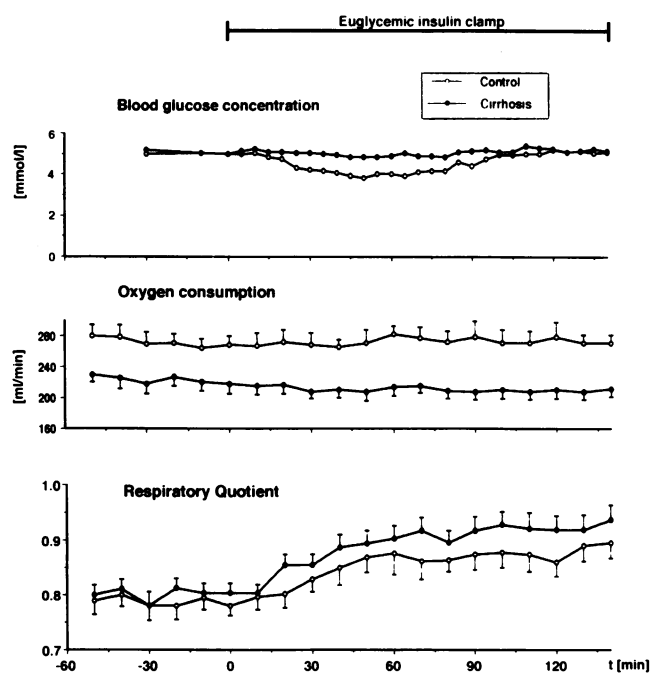 Euglycemic insulin clamp
Control
Cirrhosis
Blood glucose concentration
[mmol/l]
6
4
2
0
Oxygen consumption
[ml/min]
280
240
200
160
Respiratory Quotient
1.0
0.9
0.8
0.7
-60 -30 0 30 60 90 120 t [min]